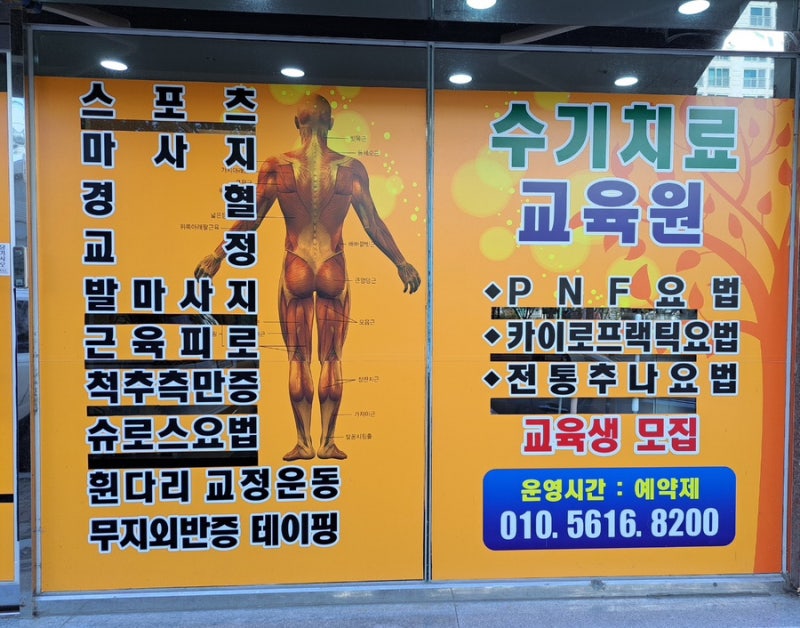 스포츠
마사지
경혈
교정
발마사지
근육피로
척추측만증
슈로스요법
휜다리 교정운동
무지외반증 테이핑
수기치료
교육원
◆PNF요법
◆카이로프랙틱요법
◆전통추나요법
교육생 모집
운영시간 : 예약제
010. 5616. 8200